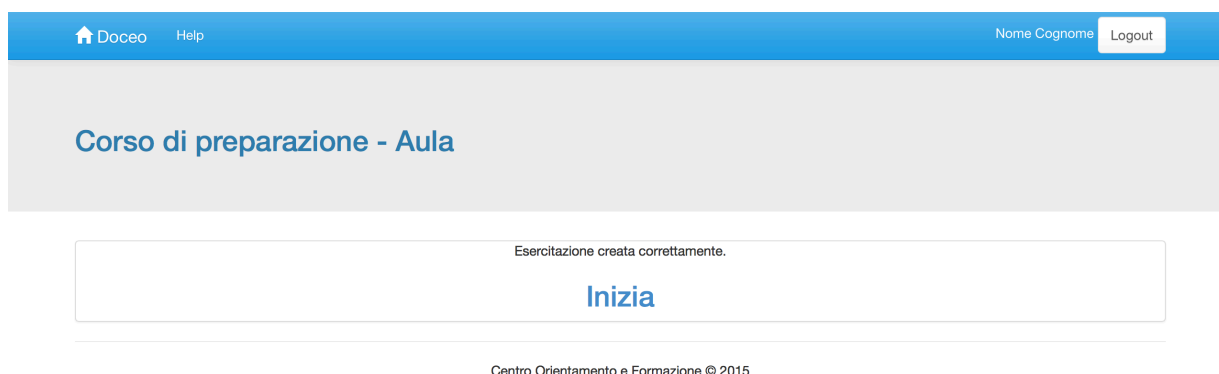 Doceo Help Nome Cognome Logout
Corso di preparazione - Aula
Esercitazione creata correttamente.
Inizia
Centro Orientamento e Formazione © 2015